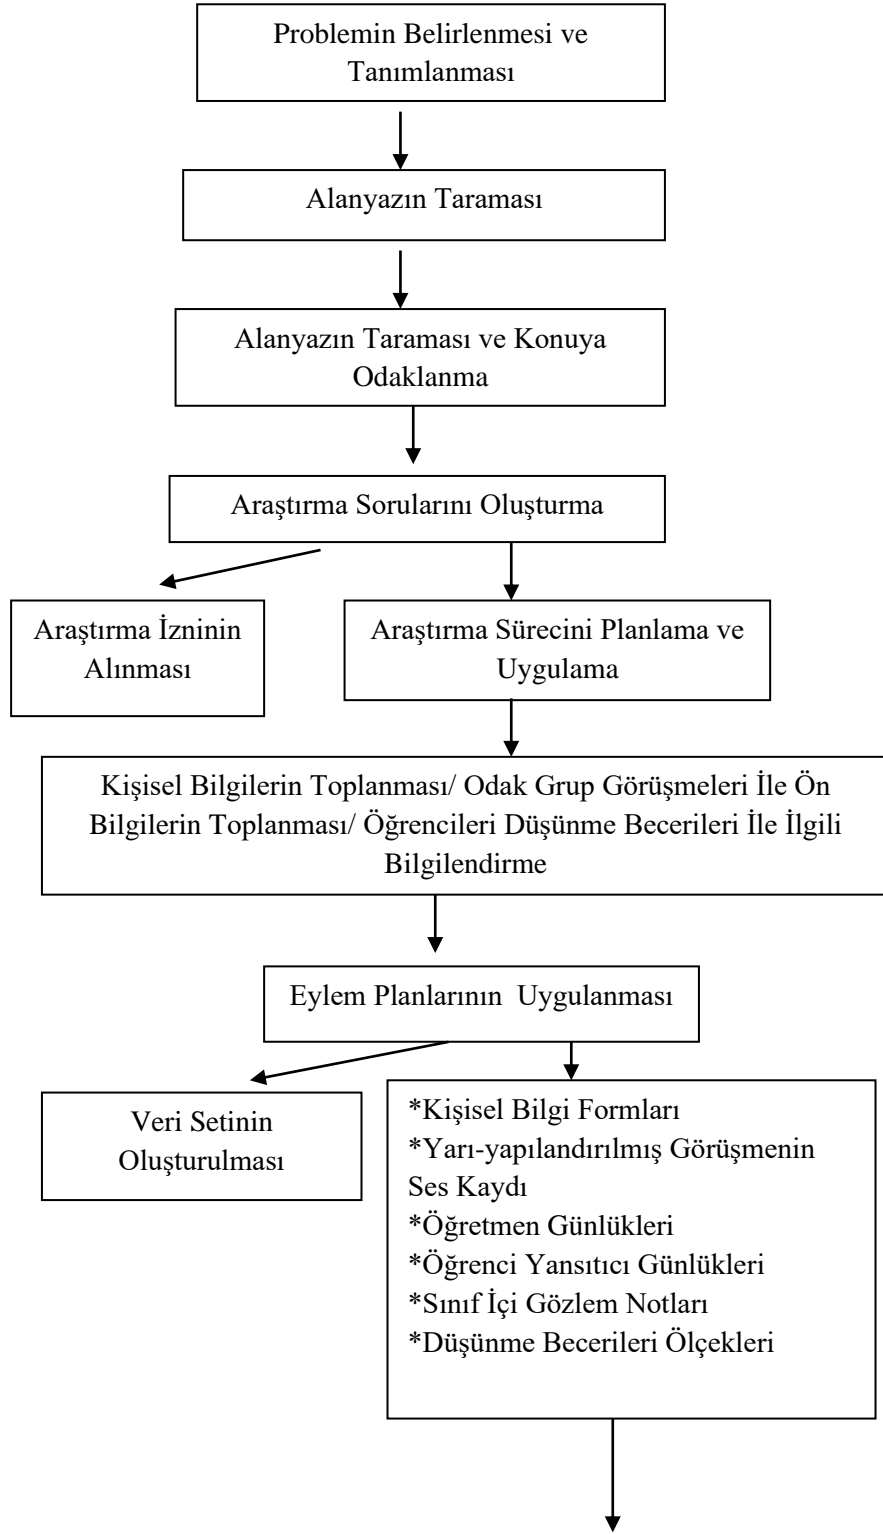 Problemin Belirlenmesi ve
Tanımlanması
Alanyazın Taraması
Alanyazın Taraması ve Konuya
Odaklanma
Araştırma Sorularını Oluşturma
Araştırma İzninin
Alınması
Araştırma Sürecini Planlama ve
Uygulama
Kişisel Bilgilerin Toplanması/ Odak Grup Görüşmeleri İle Ön
Bilgilerin Toplanması/ Öğrencileri Düşünme Becerileri İle İlgili
Bilgilendirme
Eylem Planlarının Uygulanması
Veri Setinin
Oluşturulması
*Kişisel Bilgi Formları
*Yarı-yapılandırılmış Görüşmenin
Ses Kaydı
*Öğretmen Günlükleri
*Öğrenci Yansıtıcı Günlükleri
*Sınıf İçi Gözlem Notları
*Düşünme Becerileri Ölçekleri